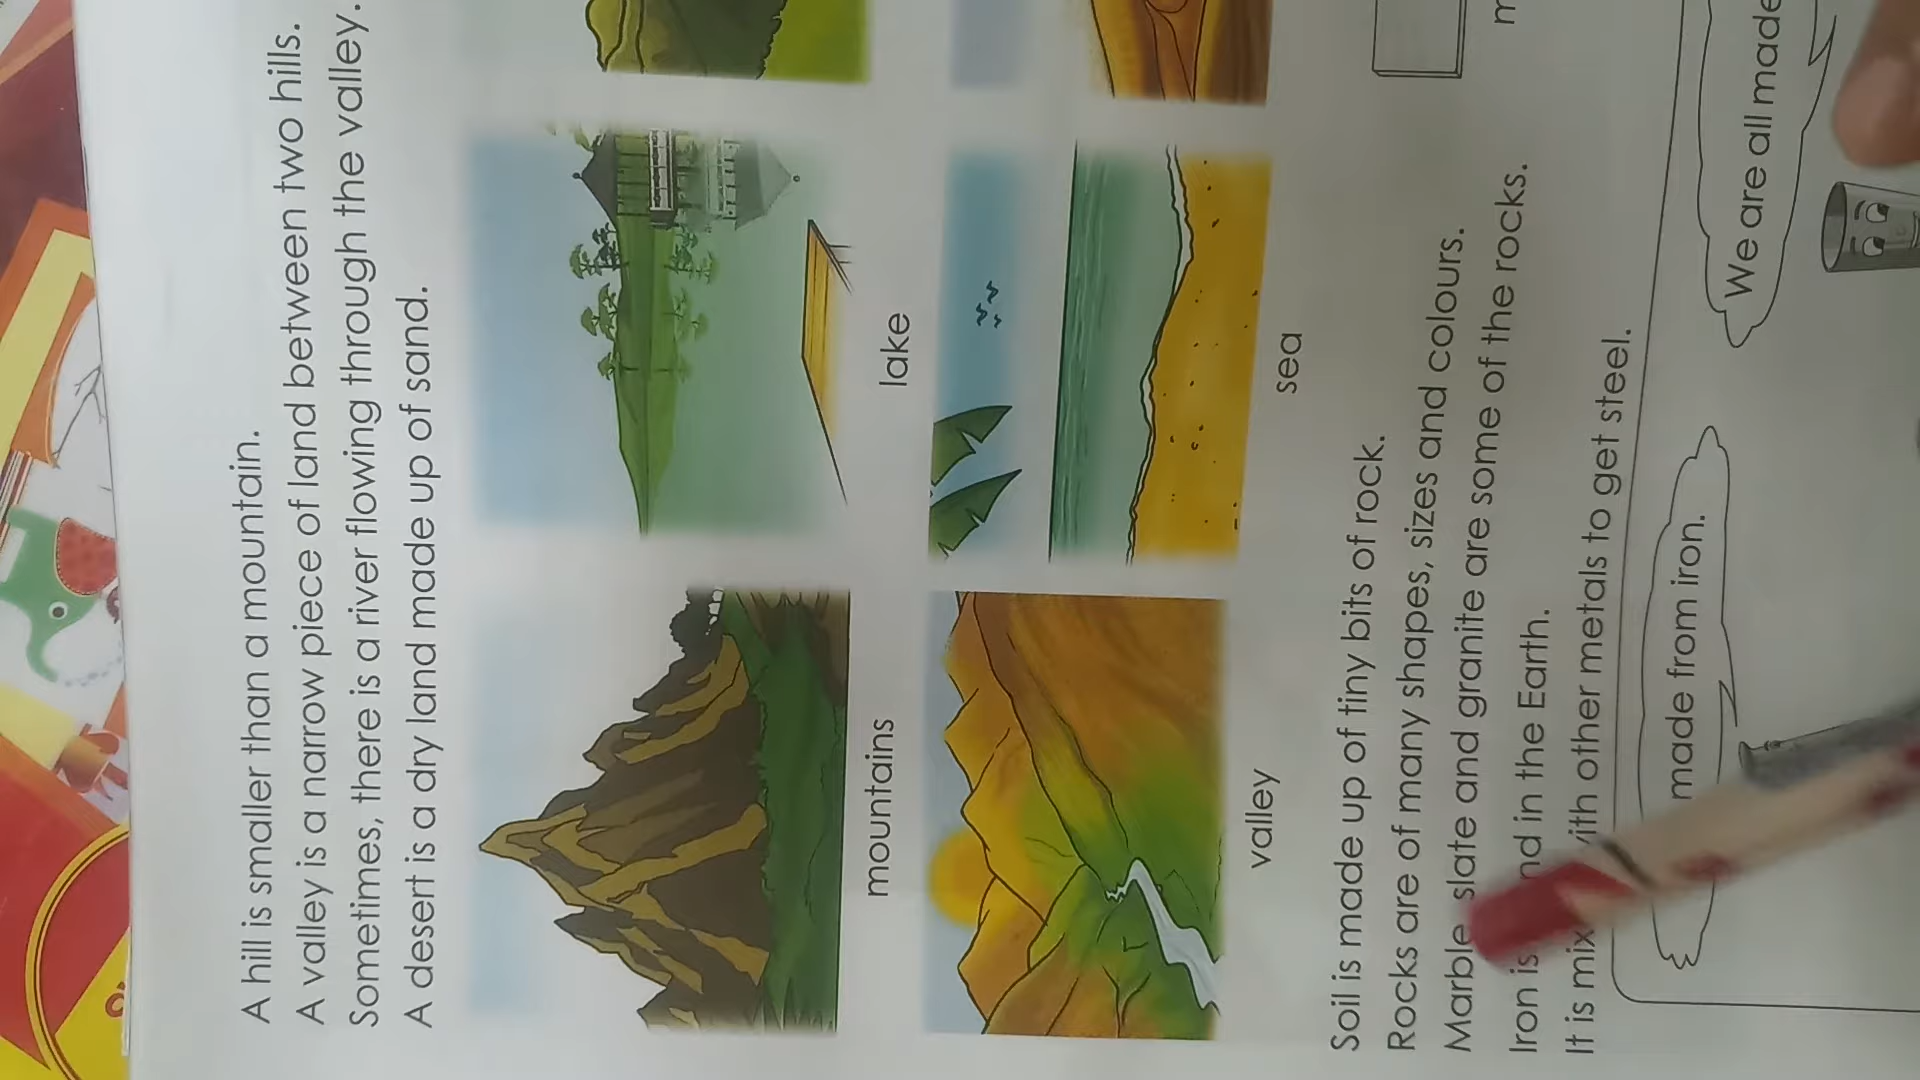 A hill is smaller than a mountain.
A valley is a narrow piece of land between two hills.
Sometimes, there is a river flowing through the valley.
A desert is a dry land made up of sand.
mountains
lake
valley
sea
Soil is made up of tiny bits of rock.
Rocks are of many shapes, sizes and colours.
Marble slate and granite are some of the rocks.
Iron is in the Earth.
It is other metals to get steel.
made from iron.
We are all made